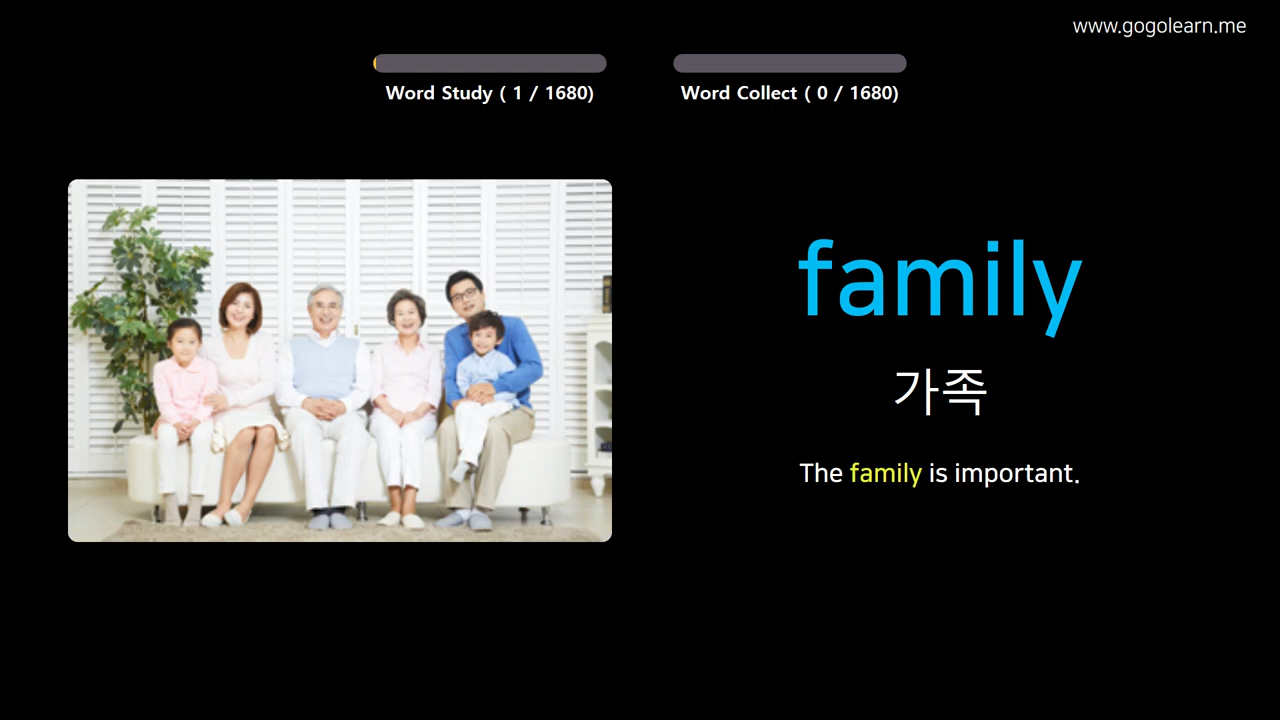 www.gogolearn.me
Word Study ( 1 / 1680)
Word Collect ( 0 / 1680)
family
가족
The family is important.